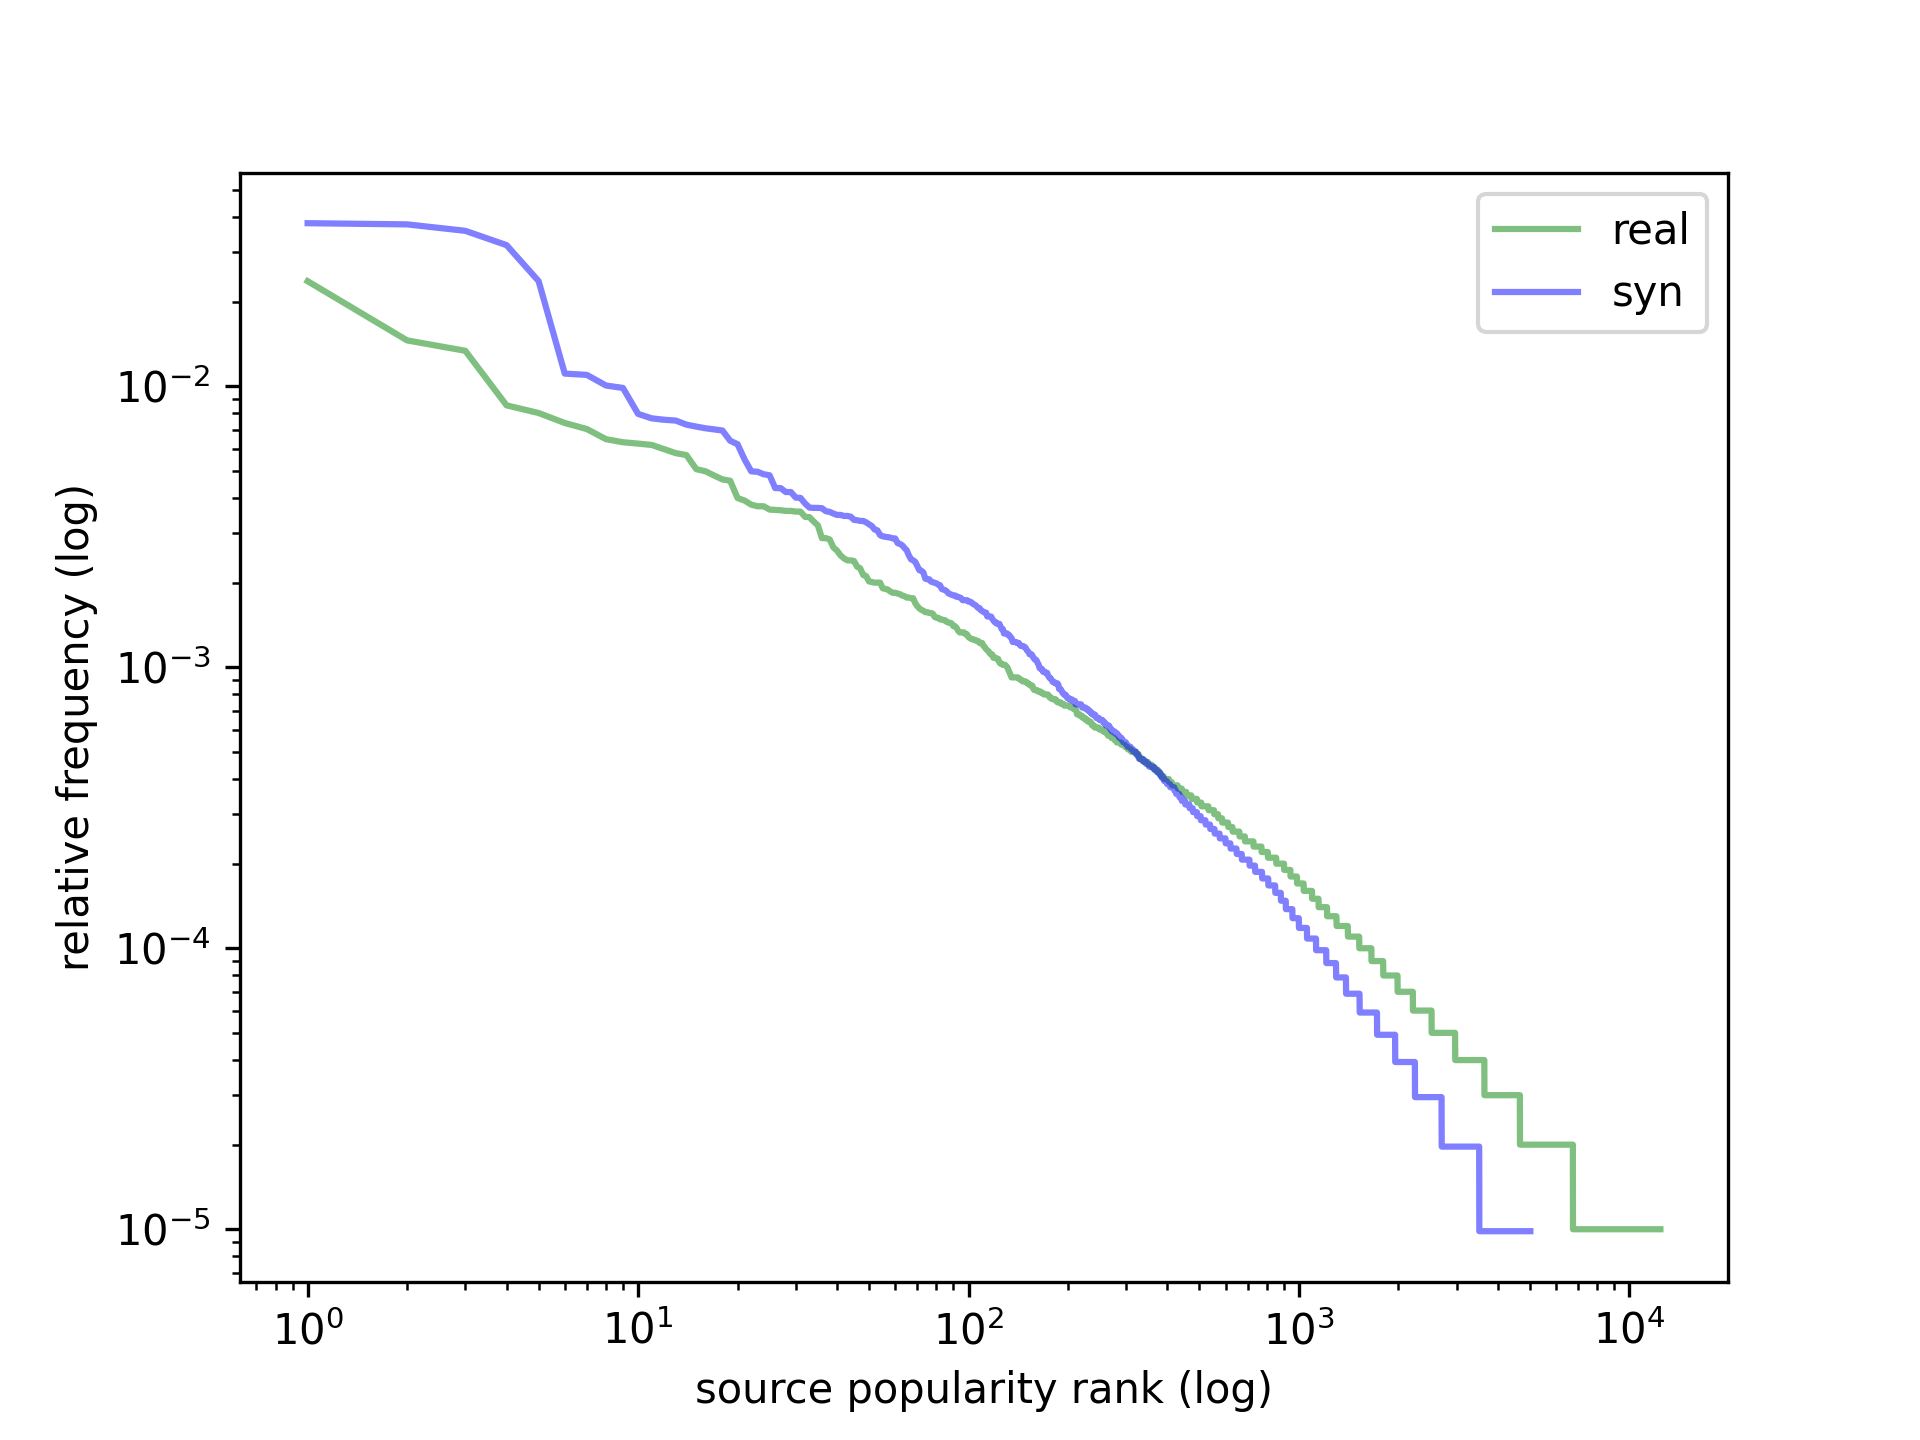 real
syn
10⁻²
10⁻³
10⁻⁴
10⁻⁵
relative frequency (log)
10⁰ 10¹ 10² 10³ 10⁴
source popularity rank (log)